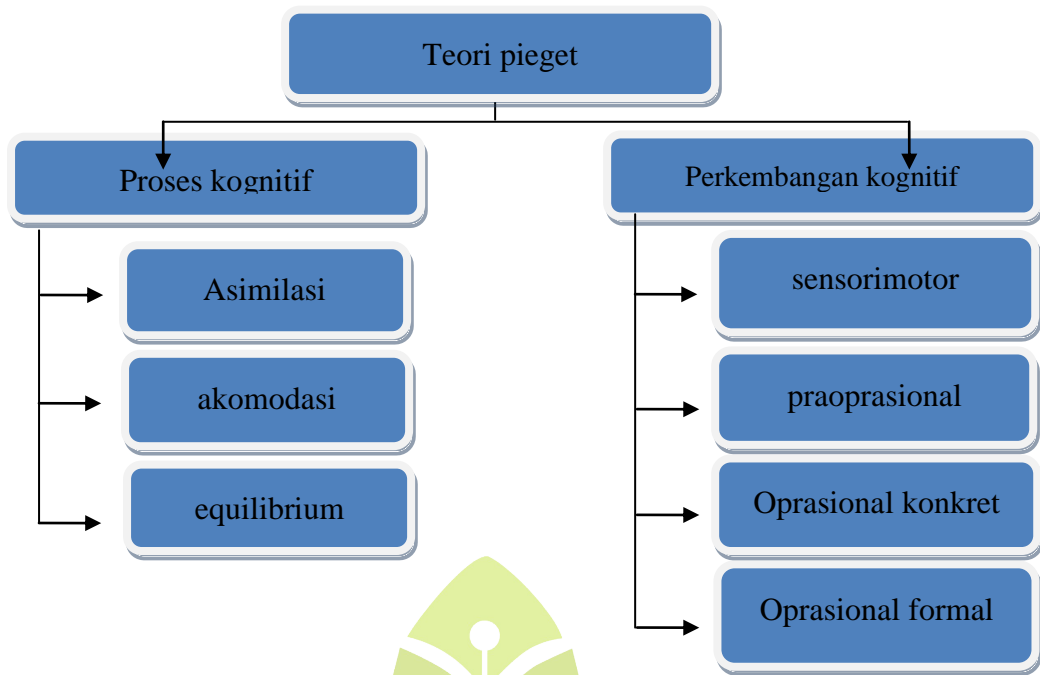 Teori pieget
Proses kognitif
Asimilasi
akomodasi
equilibrium
Perkembangan kognitif
sensorimotor
praoprasional
Oprasional konkret
Oprasional formal